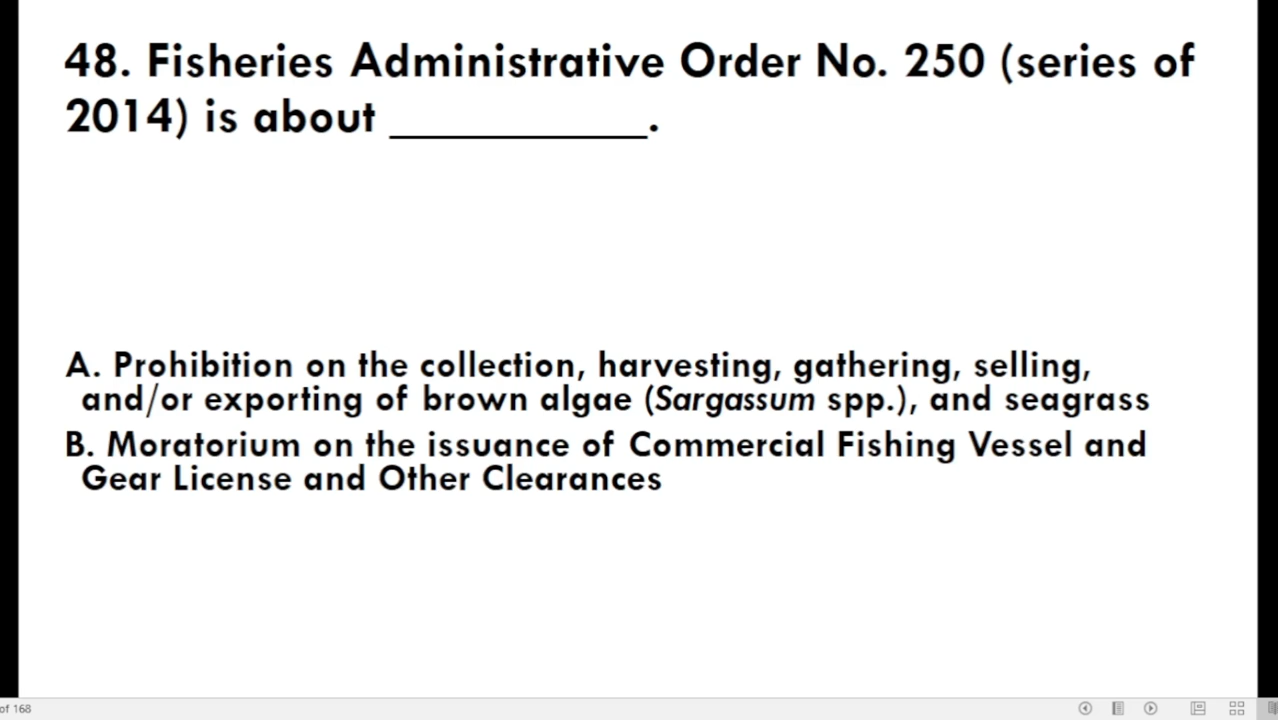 48. Fisheries Administrative Order No. 250 (series of
2014) is about ____________.
A. Prohibition on the collection, harvesting, gathering, selling,
and/or exporting of brown algae (Sargassum spp.), and seagrass
B. Moratorium on the issuance of Commercial Fishing Vessel and
Gear License and Other Clearances
of 168